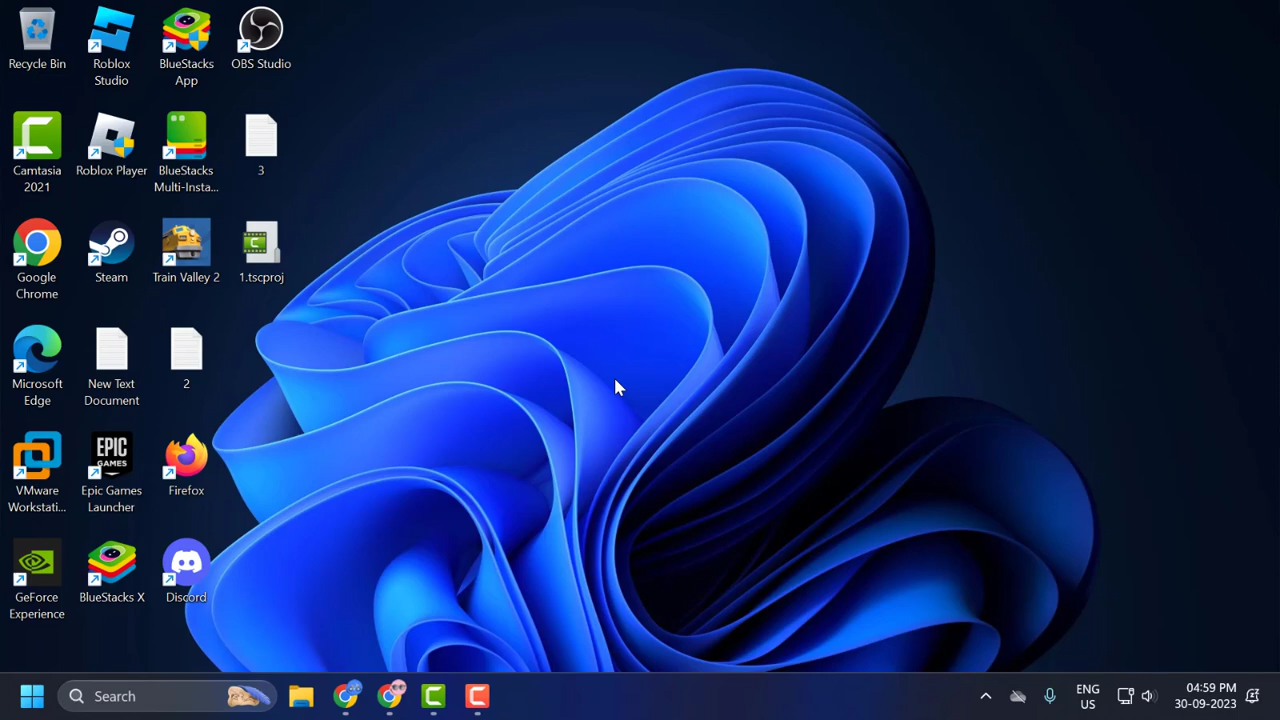 Recycle Bin
Roblox
Studio
BlueStacks
App
OBS Studio
Camtasia
2021
Roblox Player
BlueStacks
Multi-Insta...
3
Google
Chrome
Steam
Train Valley 2
1.tscproj
Microsoft
Edge
New Text
Document
2
VMware
Workstati...
EPIC
GAMES
Epic Games
Launcher
Firefox
GeForce
Experience
BlueStacks X
Discord
Search
ENG
US
04:59 PM
30-09-2023